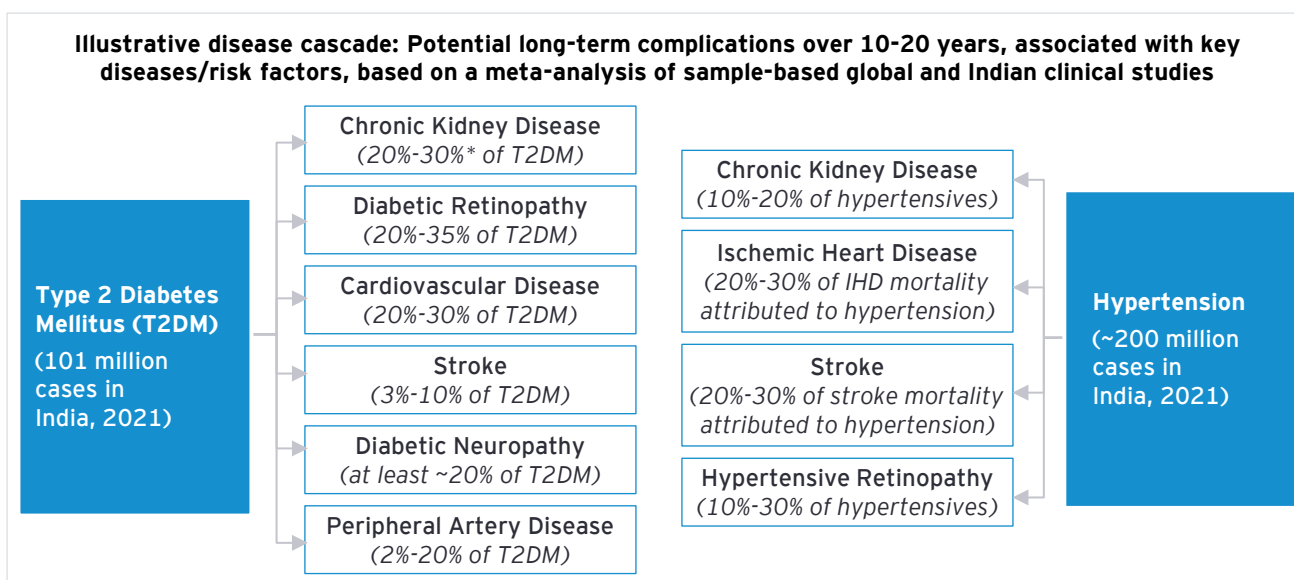 Illustrative disease cascade: Potential long-term complications over 10-20 years, associated with key
diseases/risk factors, based on a meta-analysis of sample-based global and Indian clinical studies
Type 2 Diabetes
Mellitus (T2DM)
(101 million
cases in
India, 2021)
Chronic Kidney Disease
(20%-30%* of T2DM)
Diabetic Retinopathy
(20%-35% of T2DM)
Cardiovascular Disease
(20%-30% of T2DM)
Stroke
(3%-10% of T2DM)
Diabetic Neuropathy
(at least ~20% of T2DM)
Peripheral Artery Disease
(2%-20% of T2DM)
Chronic Kidney Disease
(10%-20% of hypertensives)
Ischemic Heart Disease
(20%-30% of IHD mortality
attributed to hypertension)
Stroke
(20%-30% of stroke mortality
attributed to hypertension)
Hypertensive Retinopathy
(10%-30% of hypertensives)
Hypertension
(~200 million
cases in
India, 2021)